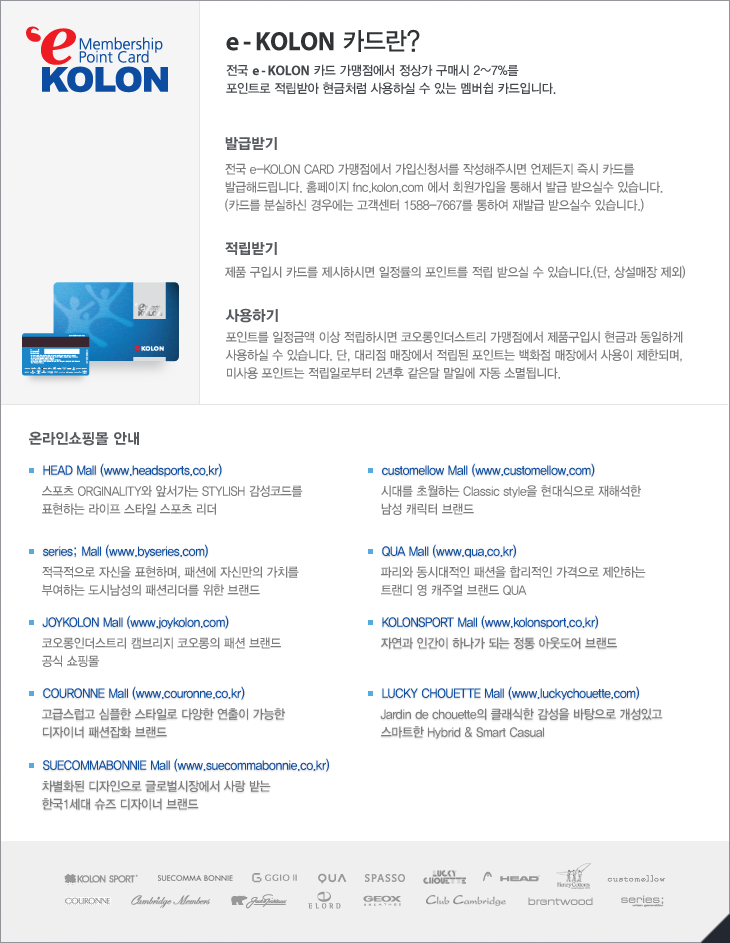 e Membership
Point Card
KOLON
e - KOLON 카드란?
전국 e - KOLON 카드 가맹점에서 정상가 구매시 2~7%를
포인트로 적립받아 현금처럼 사용하실 수 있는 멤버쉽 카드입니다.
발급받기
전국 e-KOLON CARD 가맹점에서 가입신청서를 작성해주시면 언제든지 즉시 카드를
발급해드립니다. 홈페이지 fnc.kolon.com 에서 회원가입을 통해서 발급 받으실수 있습니다.
(카드를 분실하신 경우에는 고객센터 1588-7667를 통하여 재발급 받으실수 있습니다.)
적립받기
제품 구입시 카드를 제시하시면 일정률의 포인트를 적립 받으실 수 있습니다.(단, 상설매장 제외)
사용하기
포인트를 일정금액 이상 적립하시면 코오롱인더스트리 가맹점에서 제품구입시 현금과 동일하게
사용하실 수 있습니다. 단, 대리점 매장에서 적립된 포인트는 백화점 매장에서 사용이 제한되며,
미사용 포인트는 적립일로부터 2년후 같은달 말일에 자동 소멸됩니다.
e KOLON
온라인쇼핑몰 안내
HEAD Mall (www.headsports.co.kr)
스포츠 ORGINALITY와 앞서가는 STYLISH 감성코드를
표현하는 라이프 스타일 스포츠 리더
customellow Mall (www.customellow.com)
시대를 초월하는 Classic style을 현대식으로 재해석한
남성 캐릭터 브랜드
series; Mall (www.byseries.com)
적극적으로 자신을 표현하며, 패션에 자신만의 가치를
부여하는 도시남성의 패션리더를 위한 브랜드
QUA Mall (www.qua.co.kr)
파리와 동시대적인 패션을 합리적인 가격으로 제안하는
트랜디 영 캐주얼 브랜드 QUA
JOYKOLON Mall (www.joykolon.com)
코오롱인더스트리 캠브리지 코오롱의 패션 브랜드
공식 쇼핑몰
KOLONSPORT Mall (www.kolonsport.co.kr)
자연과 인간이 하나가 되는 정통 아웃도어 브랜드
COURONNE Mall (www.couronne.co.kr)
고급스럽고 심플한 스타일로 다양한 연출이 가능한
디자이너 패션잡화 브랜드
LUCKY CHOUETTE Mall (www.luckychouette.com)
Jardin de chouette의 클래식한 감성을 바탕으로 개성있고
스마트한 Hybrid & Smart Casual
SUECOMMABONNIE Mall (www.suecommabonnie.co.kr)
차별화된 디자인으로 글로벌시장에서 사랑 받는
한국1세대 슈즈 디자이너 브랜드
KOLON SPORT SUECOMMA BONNIE GGIO II QUA SPASSO LUCKY CHOUETTE HEAD Henry Cotton's customellow
COURONNE Cambridge Members Jack Nicklaus ELORD GEOX Club Cambridge brentwood series;